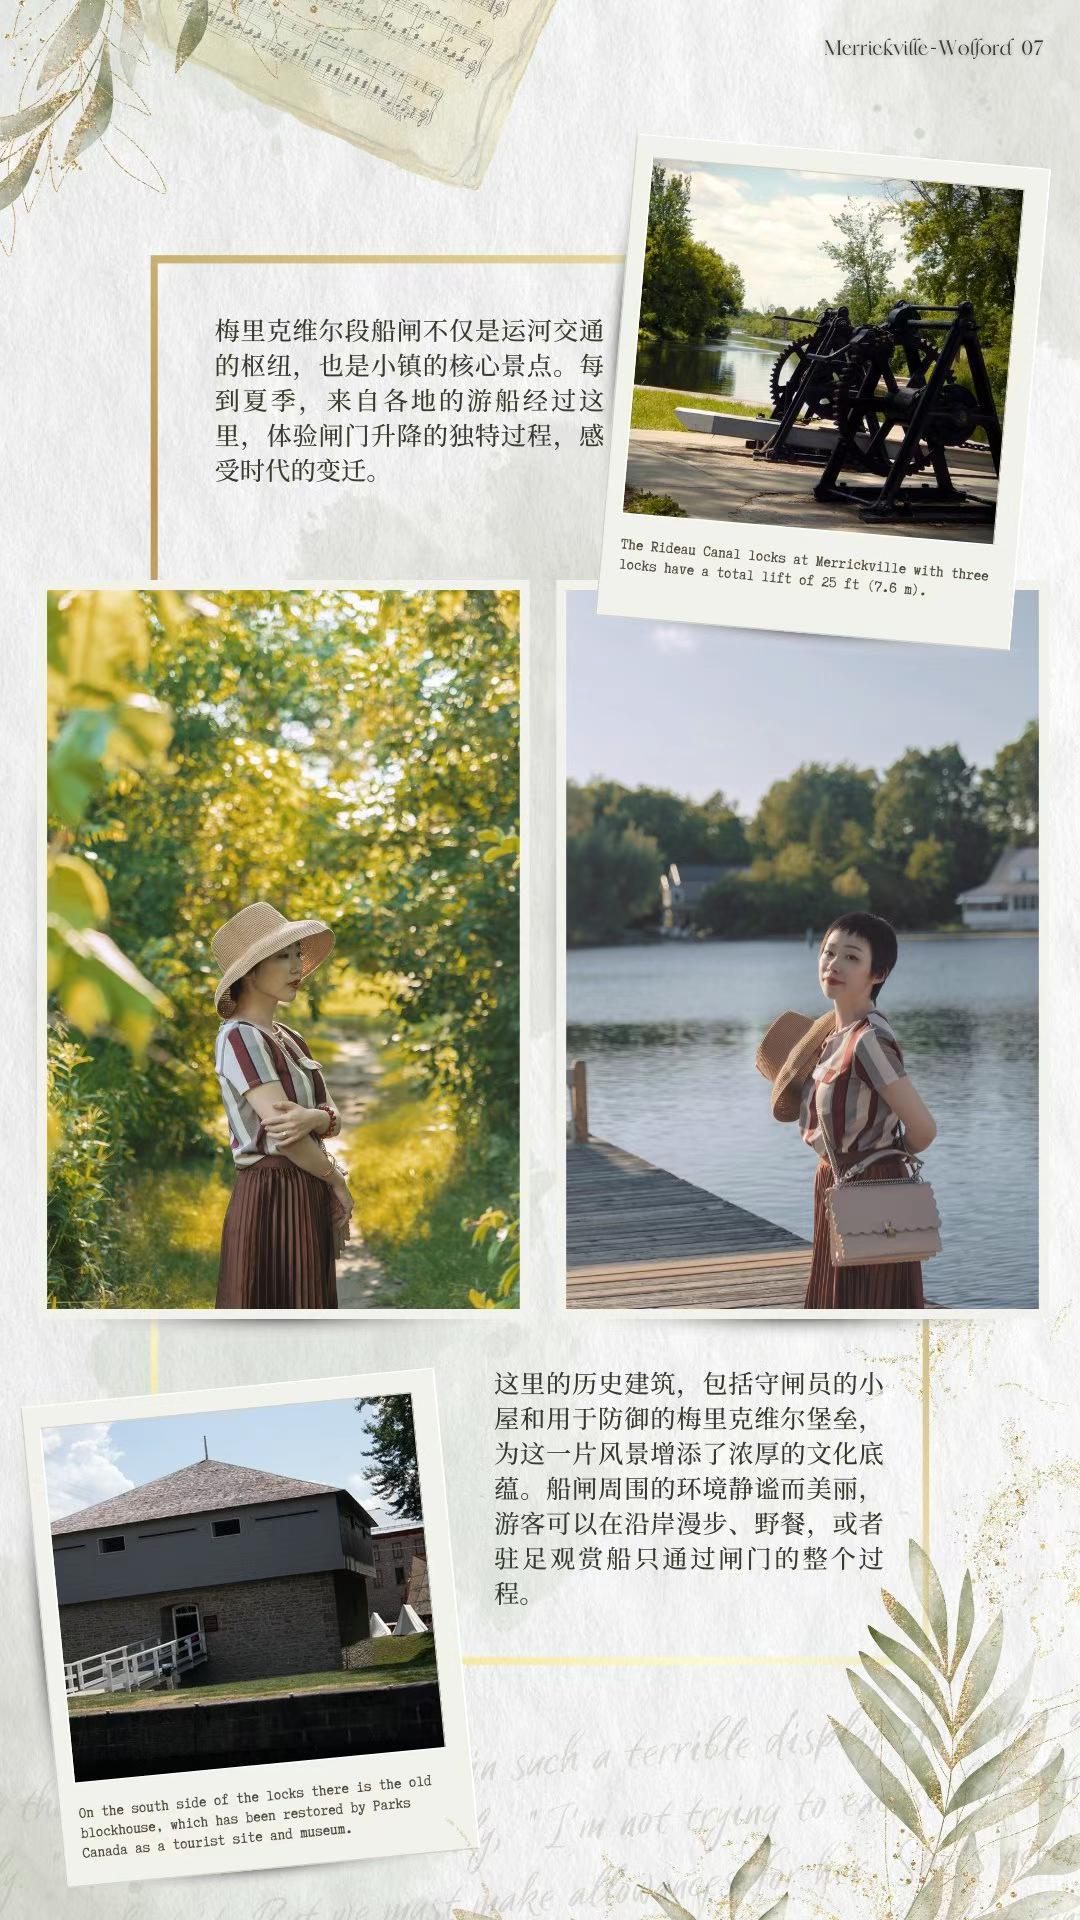 Merrickville-Wolford 07
梅里克维尔段船闸不仅是运河交通
的枢纽，也是小镇的核心景点。每
到夏季，来自各地的游船经过这
里，体验闸门升降的独特过程，感
受时代的变迁。
The Rideau Canal locks at Merrickville with three
locks have a total lift of 25 ft (7.6 m).
这里的历史建筑，包括守闸员的小
屋和用于防御的梅里克维尔堡垒，
为这一片风景增添了浓厚的文化底
蕴。船闸周围的环境静谧而美丽，
游客可以在沿岸漫步、野餐，或者
驻足观赏船只通过闸门的整个过
程。
On the south side of the locks there is the old
blockhouse, which has been restored by Parks
Canada as a tourist site and museum.
in such a terrible
I'm not trying to
But we must make allowances for